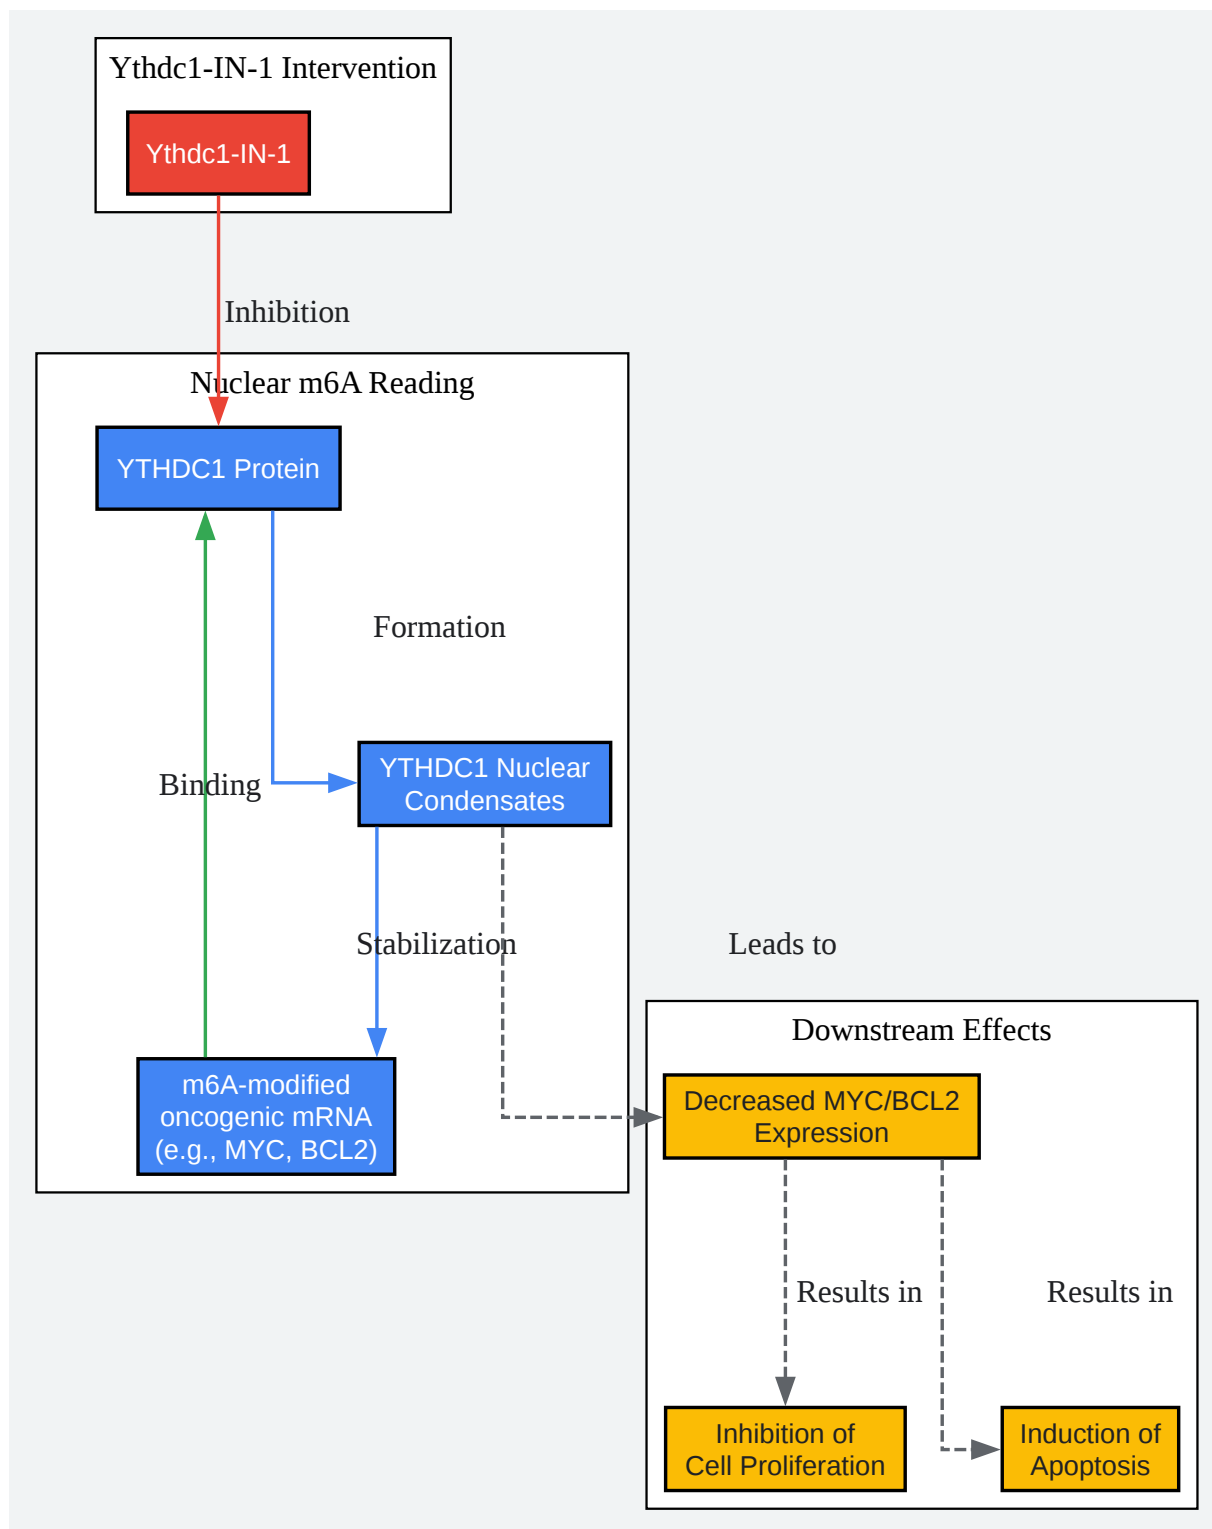 Ythdc1-IN-1 Intervention
Ythdc1-IN-1
Inhibition
Nuclear m6A Reading
YTHDC1 Protein
Formation
Binding
YTHDC1 Nuclear
Condensates
Stabilization
Leads to
m6A-modified
oncogenic mRNA
(e.g., MYC, BCL2)
Downstream Effects
Decreased MYC/BCL2
Expression
Results in
Results in
Inhibition of
Cell Proliferation
Induction of
Apoptosis